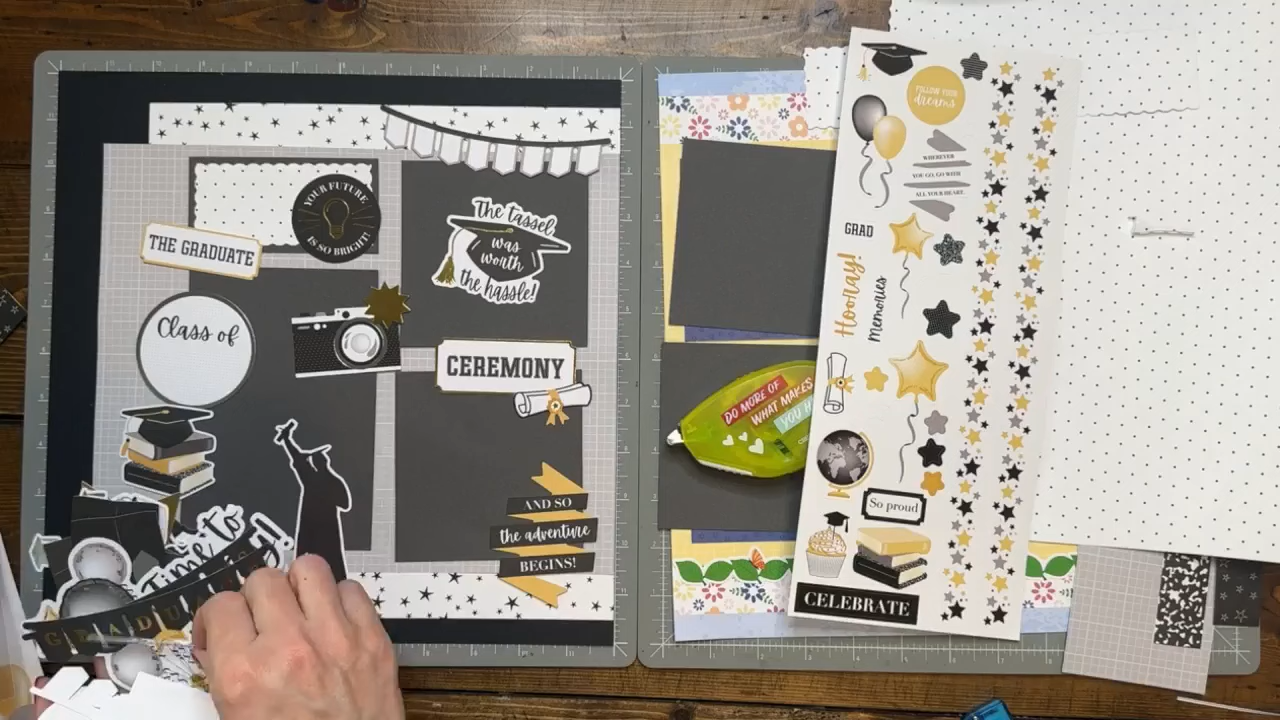 YOUR FUTURE
IS SO BRIGHT!
THE GRADUATE
The tassel
was
worth
the hassle!
Class of
CEREMONY
AND SO
the adventure
BEGINS!
Time to
DO MORE OF
WHAT MAKES
YOU H
FOLLOW YOUR
dreams
WHEREVER
YOU GO, GO WITH
ALL YOUR HEART.
GRAD
Hooray!
Memories
So proud
CELEBRATE